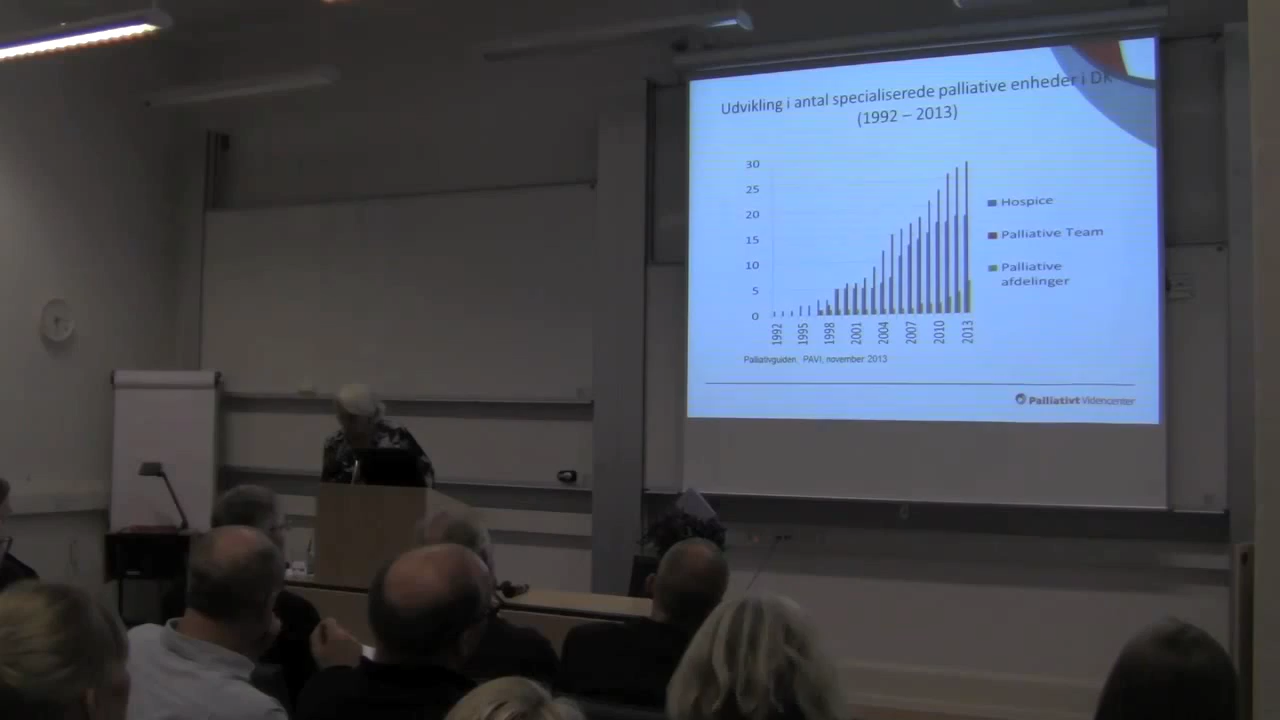 Udvikling i antal specialiserede palliative enheder i DK
(1992 – 2013)
30
25
20
15
10
5
0
1992
1995
1998
2001
2004
2007
2010
2013
Hospice
Palliative Team
Palliative
afdelinger
Palliativguiden, PAVI, november 2013
Palliativt Videncenter